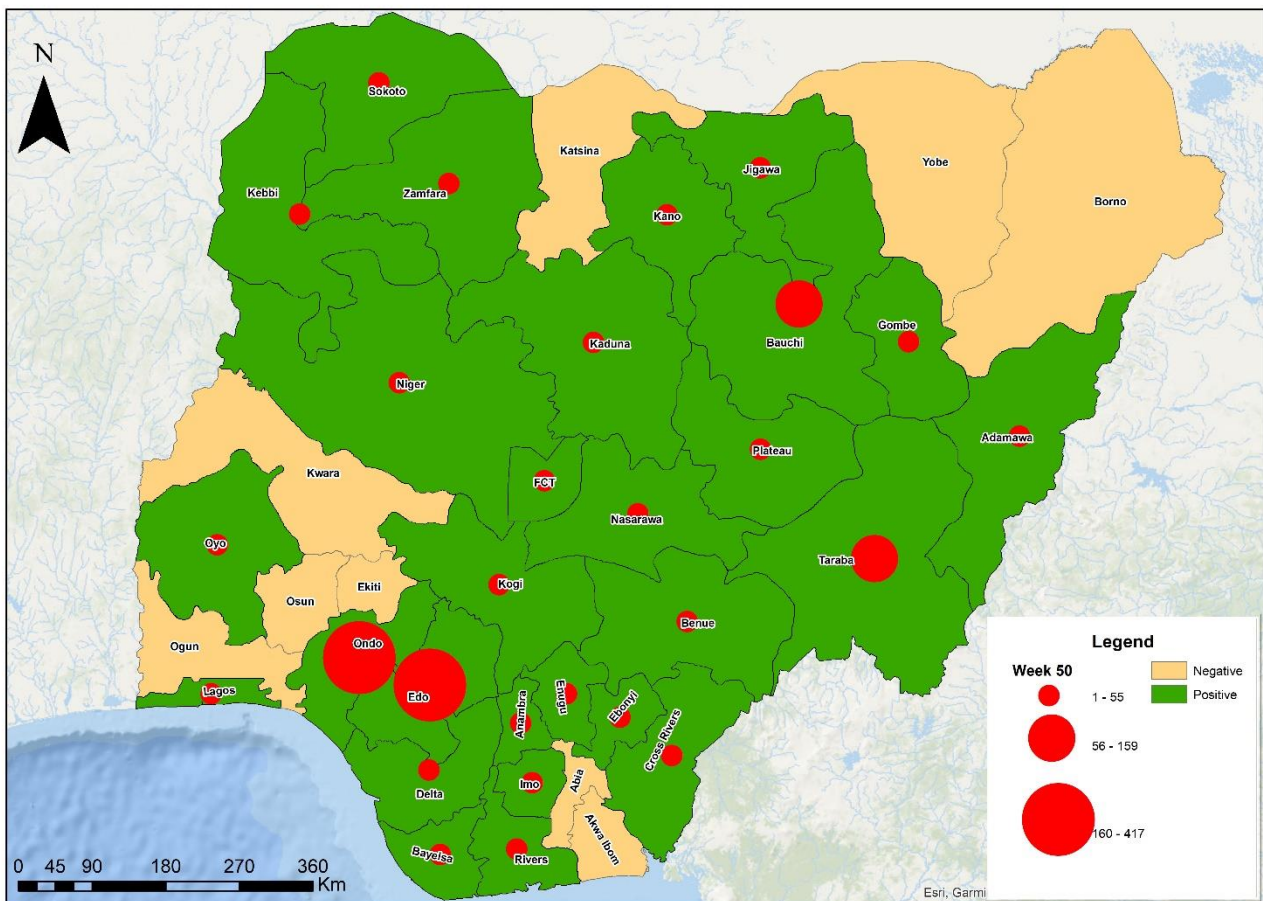 N
Sokoto
Katsina
Yobe
Jigawa
Kebbi
Zamfara
Borno
Kano
Gombe
Kaduna
Bauchi
Niger
Adamawa
Plateau
Kwara
FCT
Nasarawa
Oyo
Taraba
Kogi
Ekiti
Osun
Benue
Ogun
Ondo
Lagos
Edo
Anambra
Enugu
Ebonyi
Cross Rivers
Imo
Abia
Delta
Akwa Ibom
Bayelsa
Rivers
0 45 90 180 270 360
Km
Legend
Week 50
1 - 55
56 - 159
160 - 417
Negative
Positive
Esri, Garmi